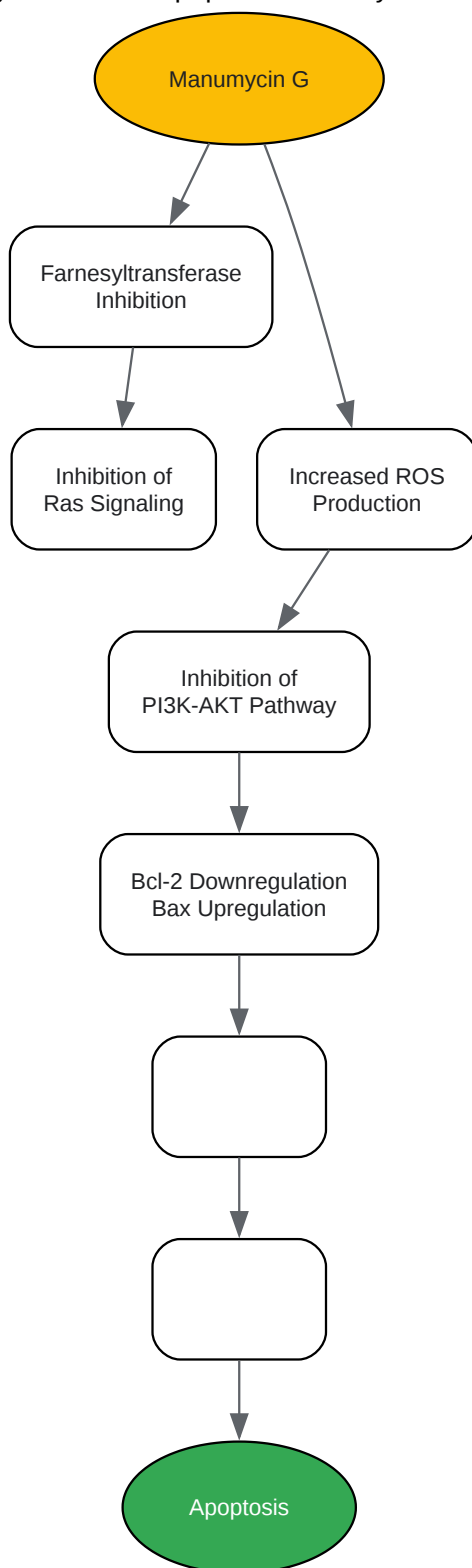 Manumycin G
Farnesyltransferase
Inhibition
Inhibition of
Ras Signaling
Increased ROS
Production
Inhibition of
PI3K-AKT Pathway
Bcl-2 Downregulation
Bax Upregulation
Apoptosis